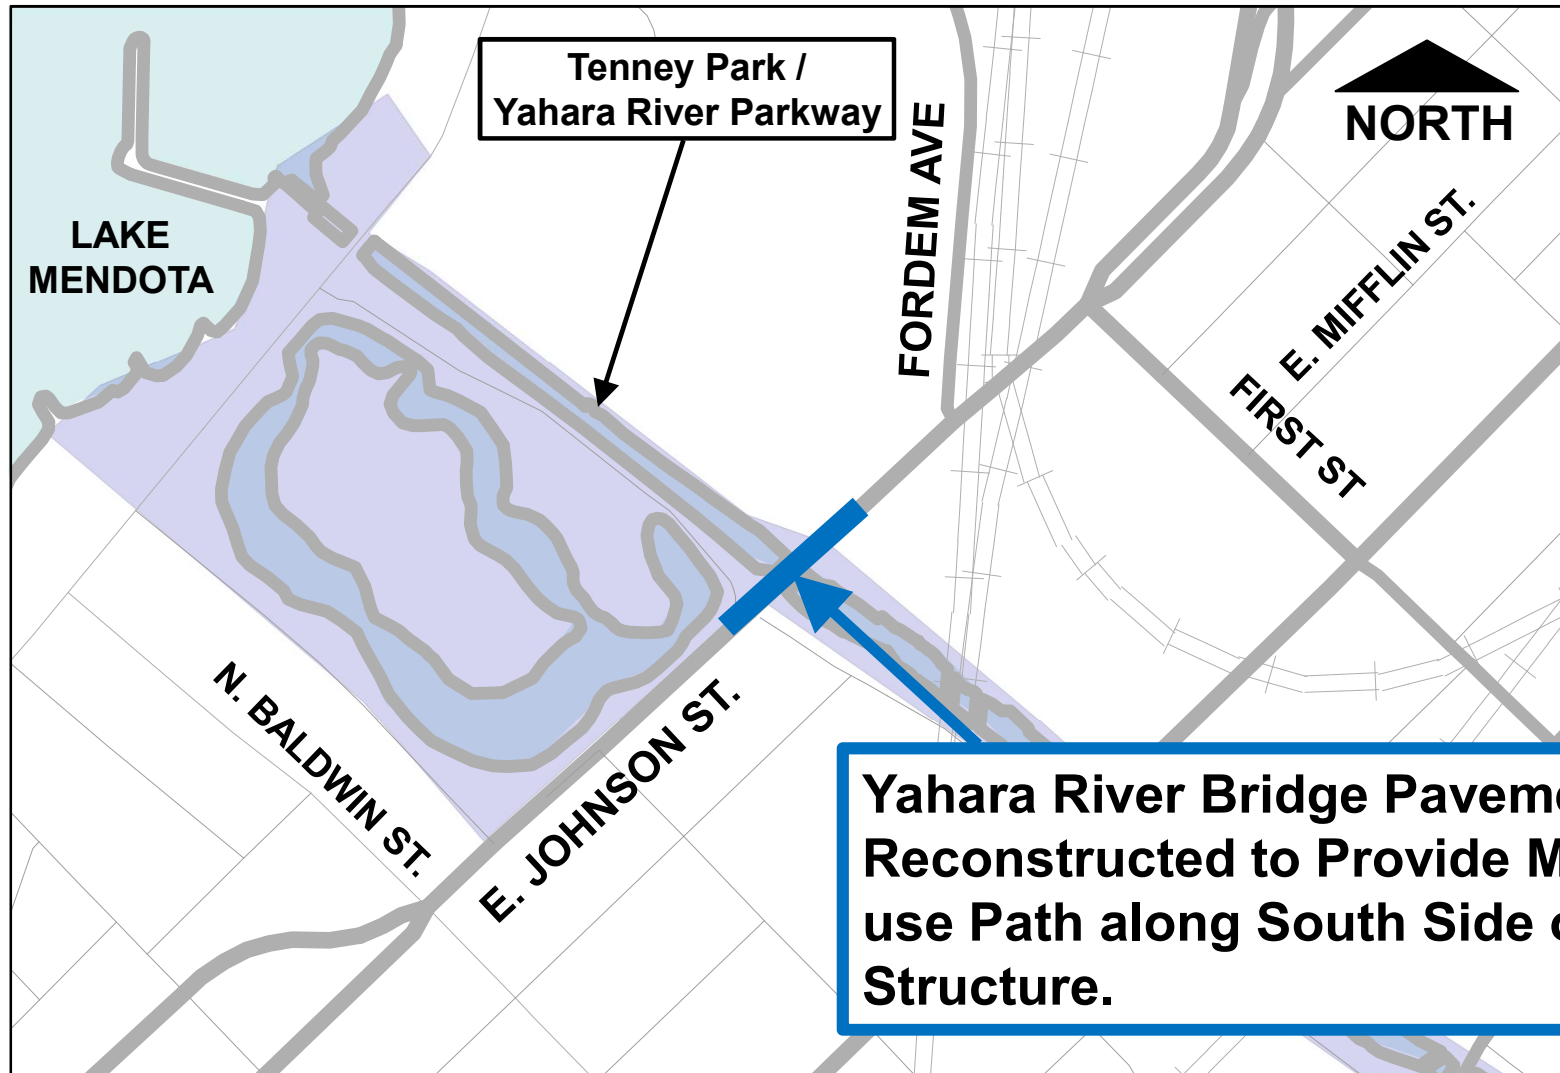 Tenney Park /
Yahara River Parkway
NORTH
LAKE
MENDOTA
FORDEM AVE
E. MIFFLIN ST.
FIRST ST
N. BALDWIN ST.
E. JOHNSON ST.
Yahara River Bridge Paveme
Reconstructed to Provide M
use Path along South Side
Structure.